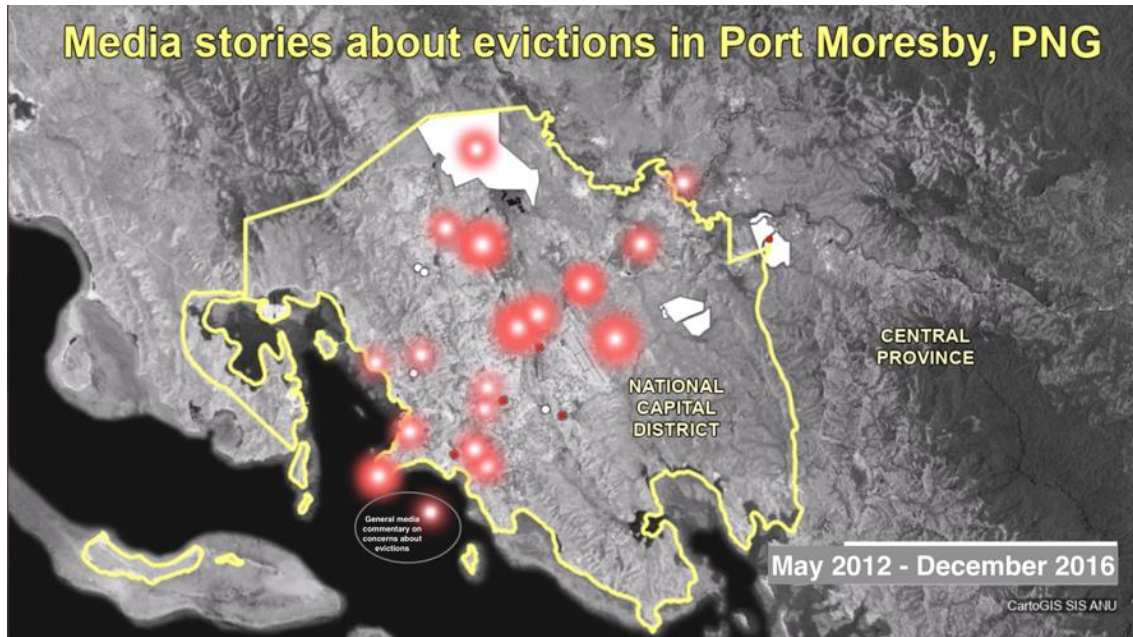 Media stories about evictions in Port Moresby, PNG
CENTRAL
PROVINCE
NATIONAL
CAPITAL
DISTRICT
General media
commentary on
concerns about
evictions
May 2012 - December 2016
CartoGIS SIS ANU